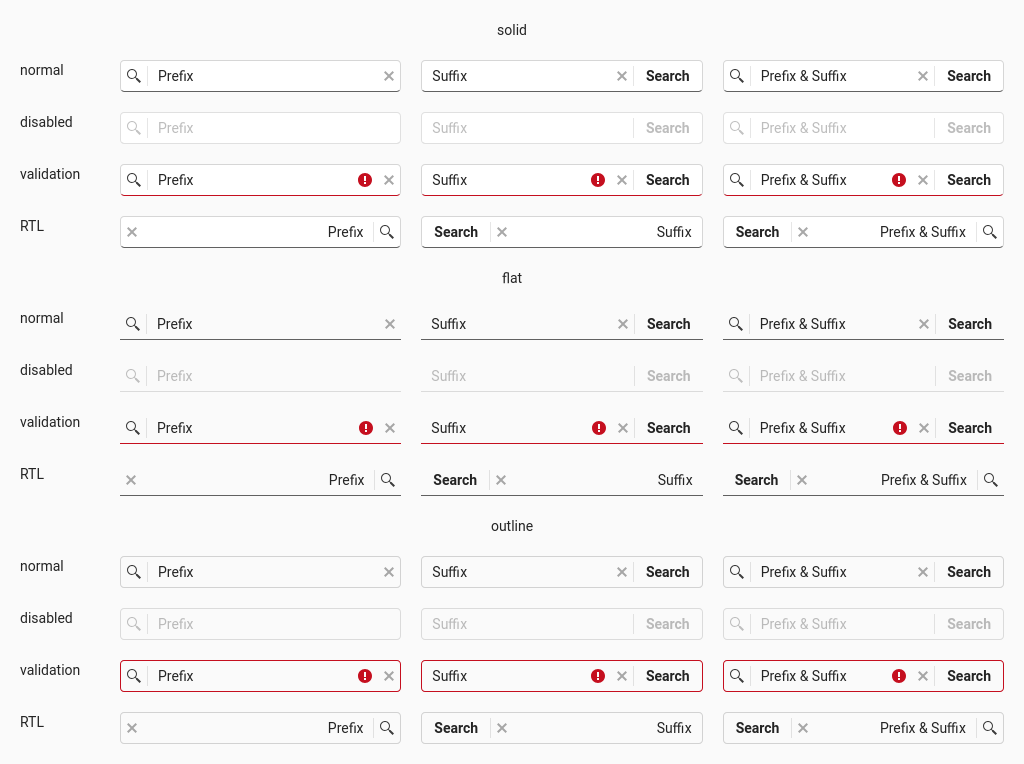 solid
normal Prefix Suffix Search Prefix & Suffix Search
disabled Prefix Suffix Search Prefix & Suffix Search
validation Prefix Suffix Search Prefix & Suffix Search
RTL Prefix Search Suffix Search Prefix & Suffix
flat
normal Prefix Suffix Search Prefix & Suffix Search
disabled Prefix Suffix Search Prefix & Suffix Search
validation Prefix Suffix Search Prefix & Suffix Search
RTL Prefix Search Suffix Search Prefix & Suffix
outline
normal Prefix Suffix Search Prefix & Suffix Search
disabled Prefix Suffix Search Prefix & Suffix Search
validation Prefix Suffix Search Prefix & Suffix Search
RTL Prefix Search Suffix Search Prefix & Suffix